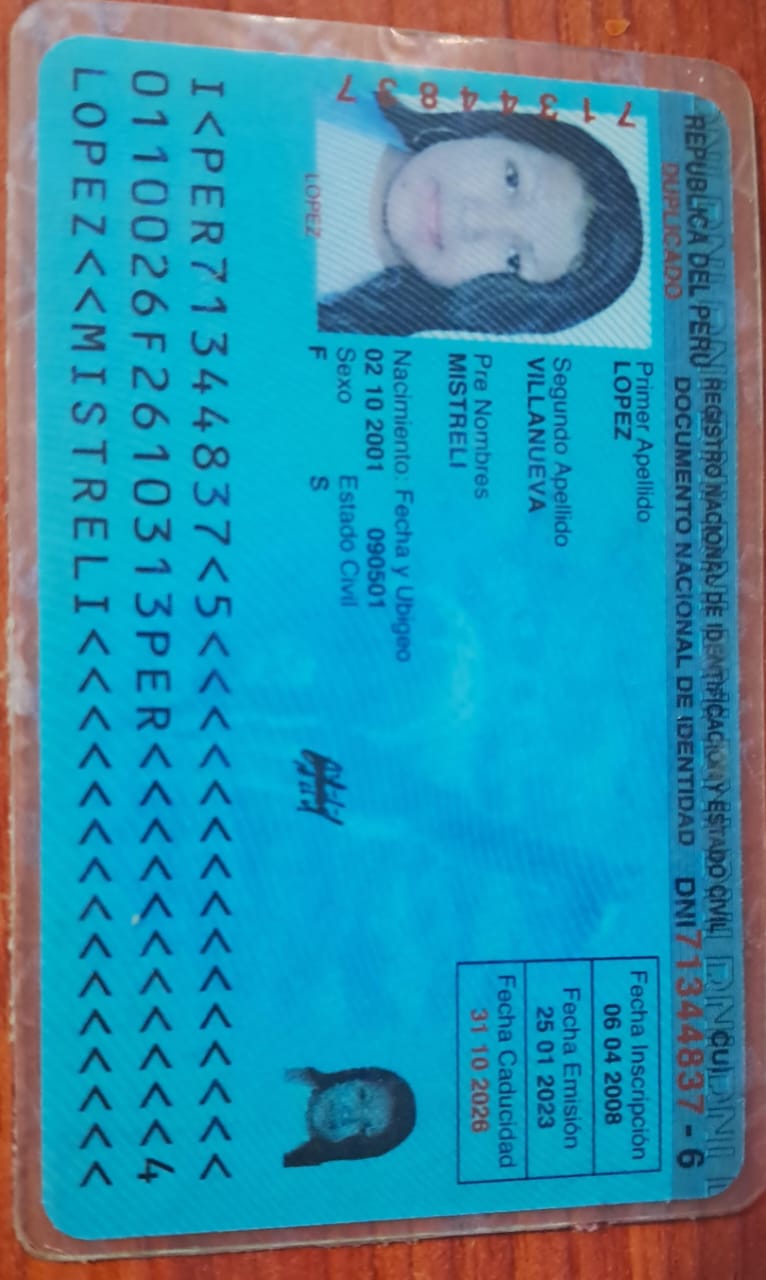 REPUBLICA DEL PERU
DUPLICADO
REGISTRO NACIONAL DE IDENTIFICACION Y ESTADO CIVIL
DOCUMENTO NACIONAL DE IDENTIDAD
CUI
DNI 71344837 - 6
71344837
LOPEZ
Primer Apellido
LOPEZ
Segundo Apellido
VILLANUEVA
Pre Nombres
MISTRELI
Nacimiento: Fecha y Ubigeo
02 10 2001 090501
Sexo Estado Civil
F S
Fecha Inscripción
06 04 2008
Fecha Emisión
25 01 2023
Fecha Caducidad
31 10 2026
I<PER71344837<5<<<<<<<<<<<<<<<
0110026F2610313PER<<<<<<<<<<<4
LOPEZ<<MISTRELI<<<<<<<<<<<<<<<